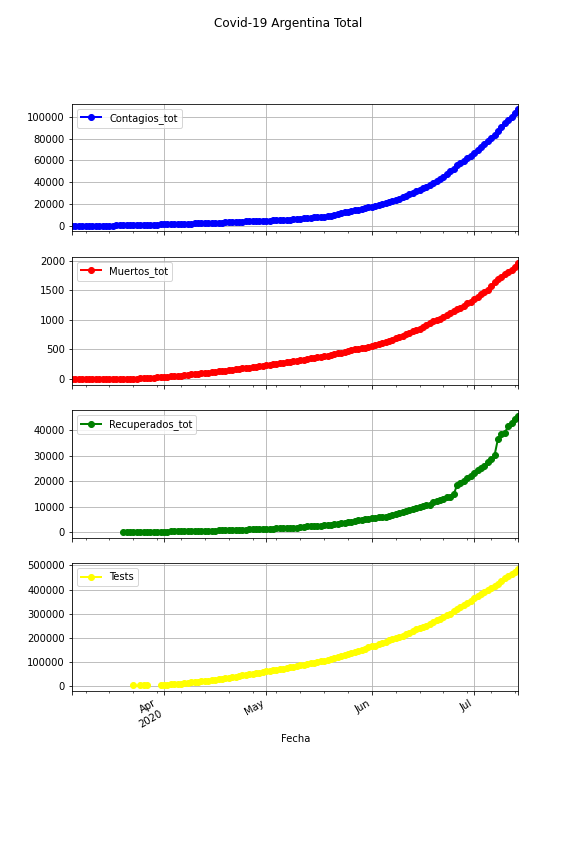 Covid-19 Argentina Total
100000
80000
60000
40000
20000
0
Contagios_tot
2000
1500
1000
500
0
Muertos_tot
40000
30000
20000
10000
0
Recuperados_tot
500000
400000
300000
200000
100000
0
Tests
Apr
2020
May
Jun
Jul
Fecha